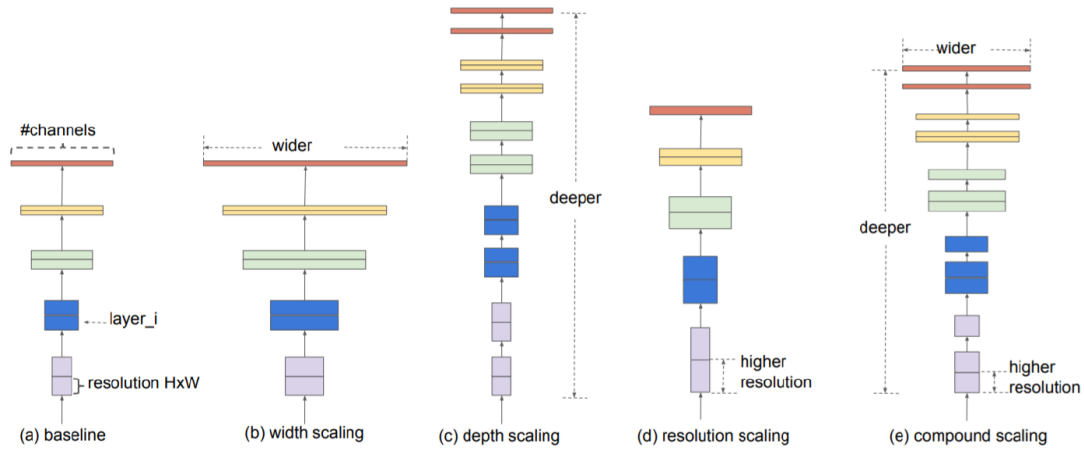 #channels
layer_i
resolution HxW
(a) baseline
wider
(b) width scaling
deeper
(c) depth scaling
higher
resolution
(d) resolution scaling
wider
deeper
higher
resolution
(e) compound scaling